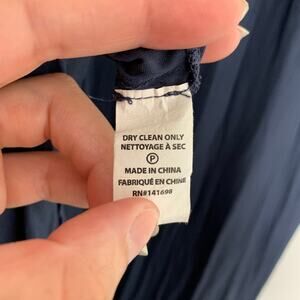 DRY CLEAN ONLY
NETTOYAGE À SEC
P
MADE IN CHINA
FABRIQUÉ EN CHINE
RN#141698